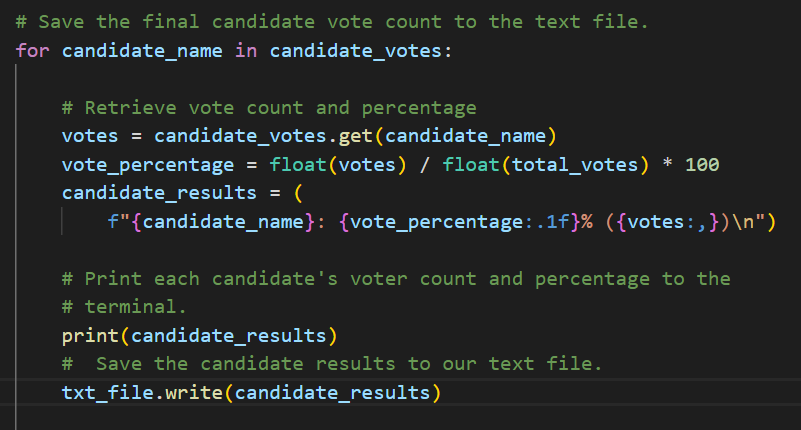 # Save the final candidate vote count to the text file.
for candidate_name in candidate_votes:
# Retrieve vote count and percentage
votes = candidate_votes.get(candidate_name)
vote_percentage = float(votes) / float(total_votes) * 100
candidate_results = (
f"{candidate_name}: {vote_percentage:.1f}% ({votes:,})\n")
# Print each candidate's voter count and percentage to the
# terminal.
print(candidate_results)
#  Save the candidate results to our text file.
txt_file.write(candidate_results)